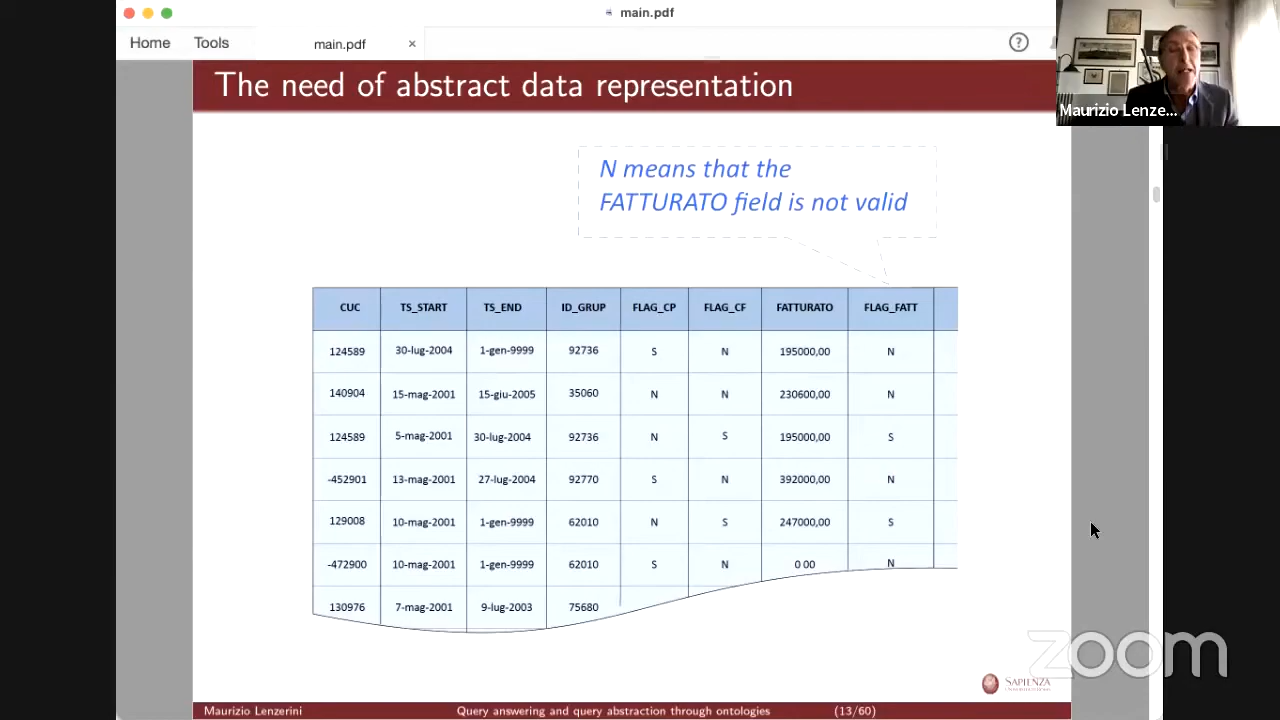 main.pdf
Home Tools main.pdf × ?
The need of abstract data representation
Maurizio Lenze...
N means that the
FATTURATO field is not valid
CUC TS_START TS_END ID_GRUP FLAG_CP FLAG_CF FATTURATO FLAG_FATT
124589 30-lug-2004 1-gen-9999 92736 S N 195000,00 N
140904 15-mag-2001 15-giu-2005 35060 N N 230600,00 N
124589 5-mag-2001 30-lug-2004 92736 N S 195000,00 S
-452901 13-mag-2001 27-lug-2004 92770 S N 392000,00 N
129008 10-mag-2001 1-gen-9999 62010 N S 247000,00 S
-472900 10-mag-2001 1-gen-9999 62010 S N 0 00 N
130976 7-mag-2001 9-lug-2003 75680
zoom
SAPIENZA
Maurizio Lenzerini Query answering and query abstraction through ontologies (13/60)